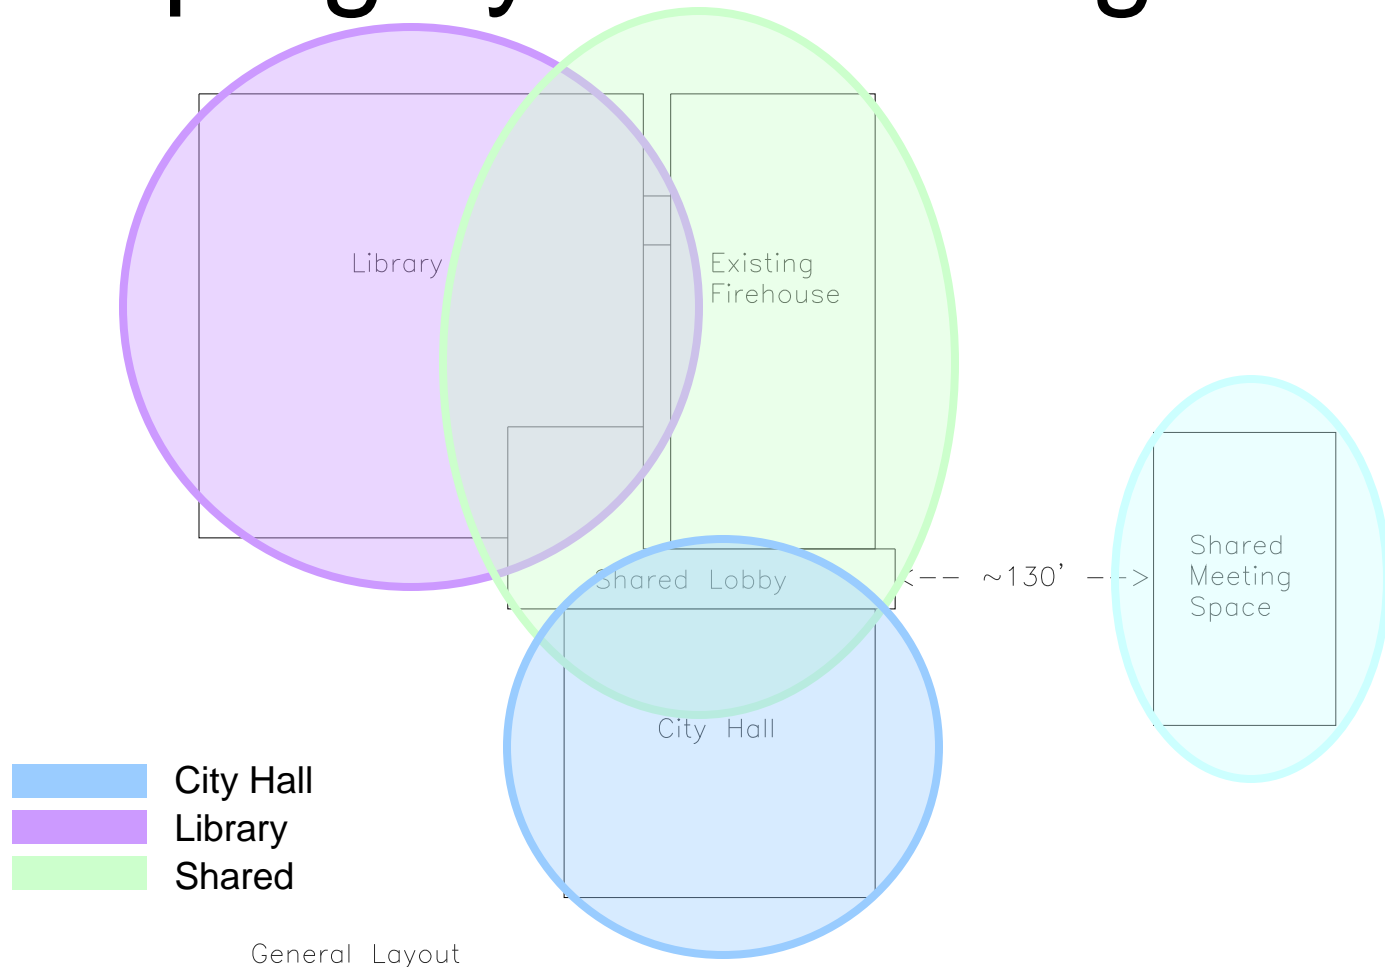 Library
Existing
Firehouse
Shared Lobby
~130'
Shared
Meeting
Space
City Hall
City Hall
Library
Shared
General Layout